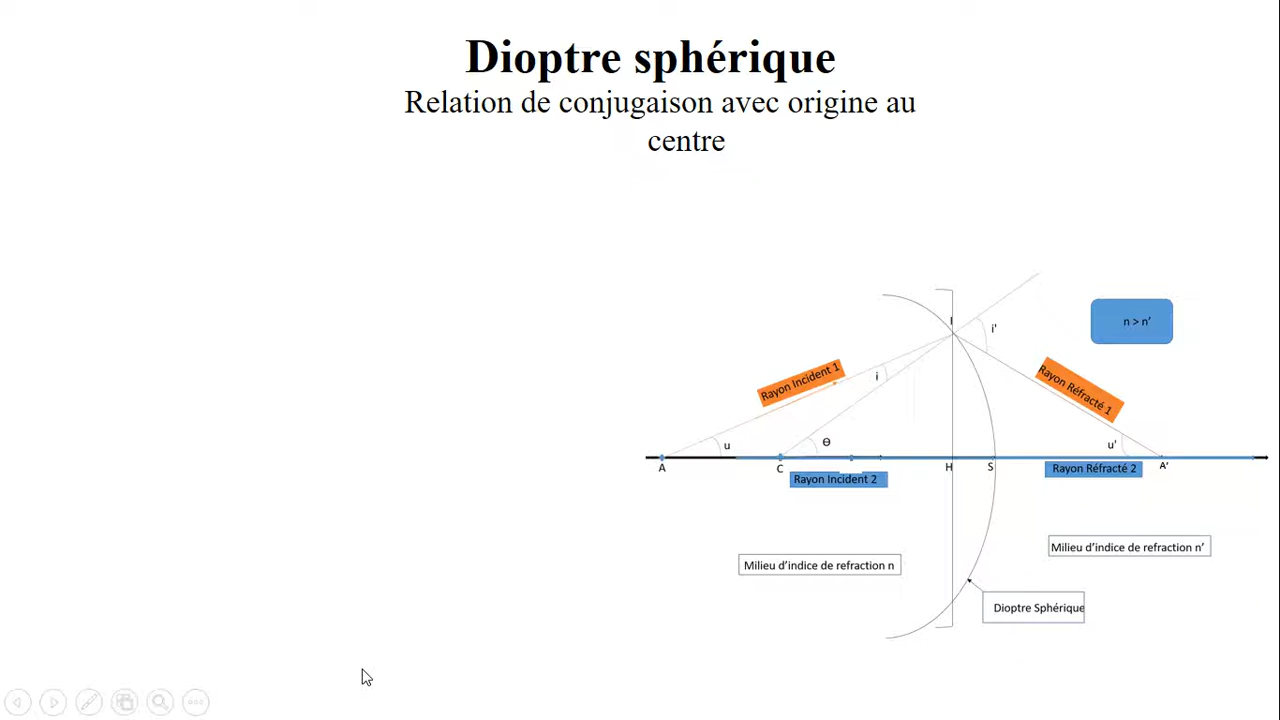 Dioptre sphérique
Relation de conjugaison avec origine au
centre
I
i'
n > n’
Rayon Incident 1
i
Rayon Réfracté 1
u
ϴ
u'
A
C
H
S
A’
Rayon Incident 2
Rayon Réfracté 2
Milieu d’indice de refraction n
Milieu d’indice de refraction n’
Dioptre Sphérique